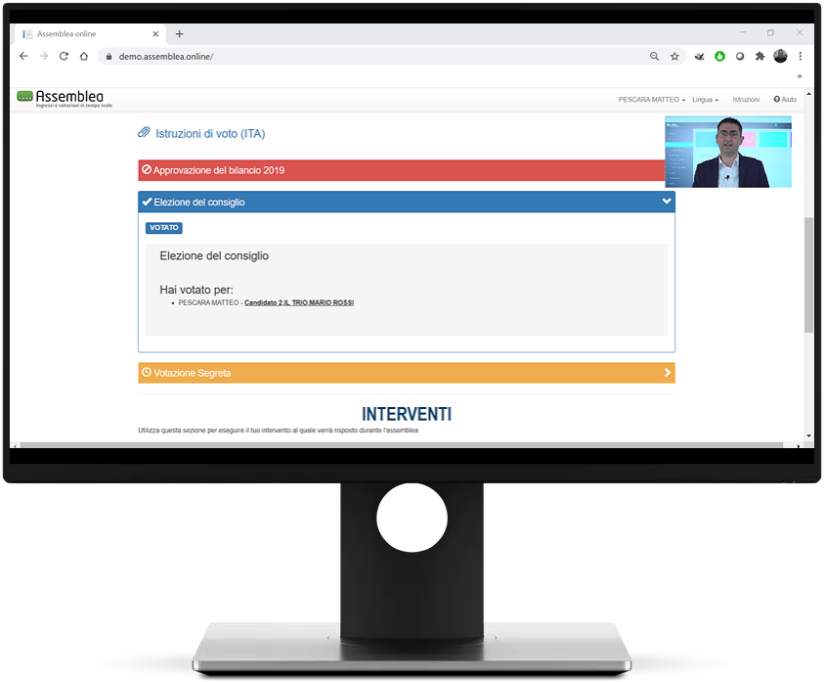 Assemblea online
demo.assemblea.online/
Assemblea
Ingressi e votazioni in tempo reale
PESCARA MATTEO
Lingua
Istruzioni
Aiuto
Istruzioni di voto (ITA)
Approvazione del bilancio 2019
Elezione del consiglio
VOTATO
Elezione del consiglio
Hai votato per:
PESCARA MATTEO - Candidato 2:IL TRIO,MARIO ROSSI
Votazione Segreta
INTERVENTI
Utilizza questa sezione per eseguire il tuo intervento al quale verrà risposto durante l'assemblea